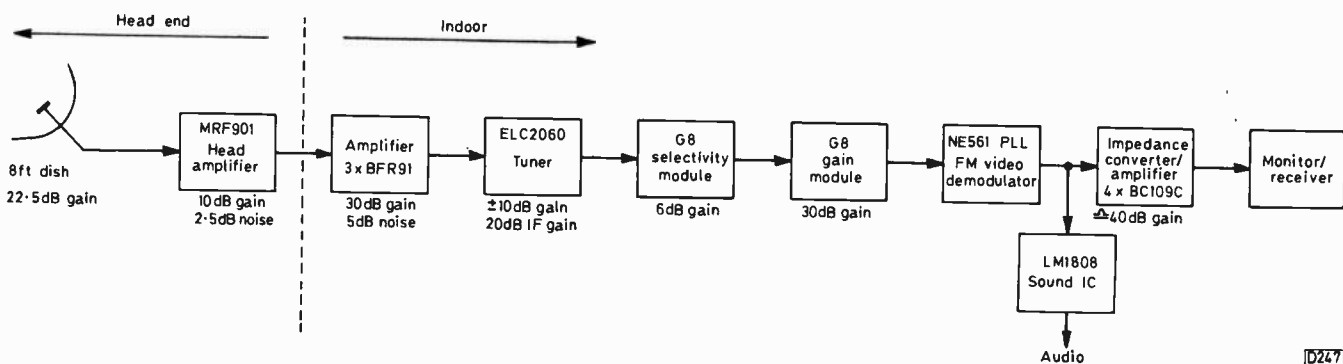 Head end
Indoor
8ft dish
22·5dB gain
MRF901
Head
amplifier
10dB gain
2·5dB noise
Amplifier
3 x BFR91
30dB gain
5dB noise
ELC2060
Tuner
±10dB gain
20dB IF gain
G8
selectivity
module
6dB gain
G8
gain
module
30dB gain
NE561 PLL
FM video
demodulator
Impedance
converter/
amplifier
4 x BC109C
≏40dB gain
Monitor/
receiver
LM1808
Sound IC
Audio
D247